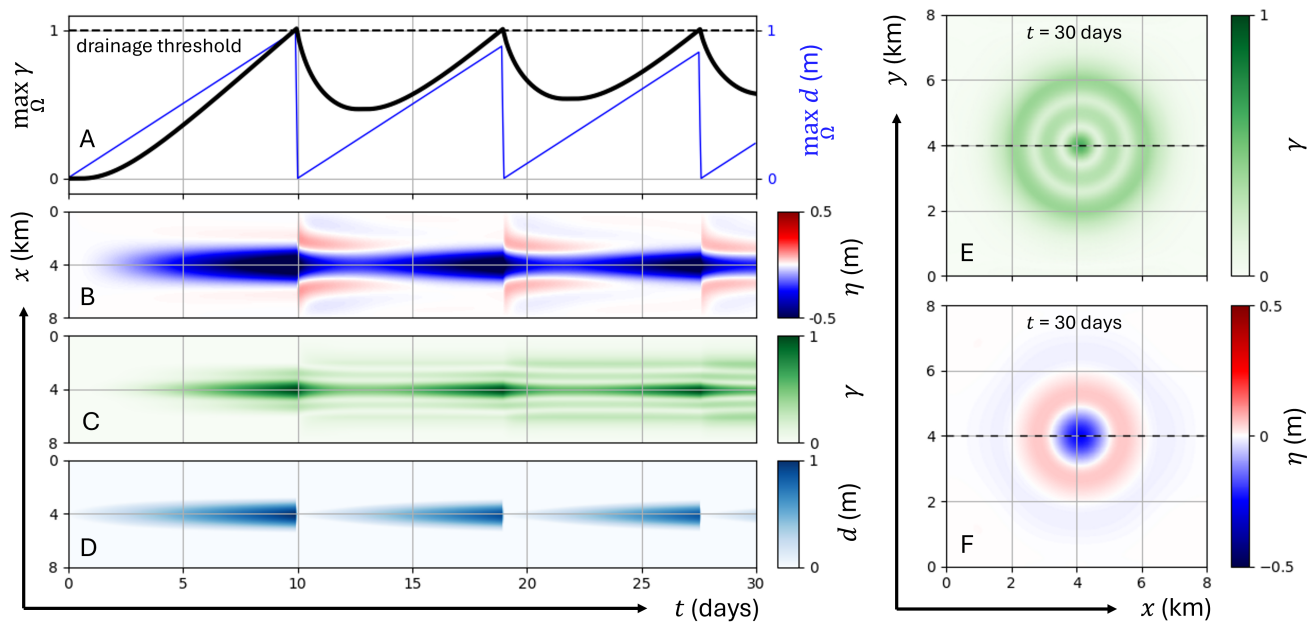 1
drainage threshold
A
0
max γ
Ω
1
0
max d (m)
Ω
0
4
8
B
x (km)
0.5
0
-0.5
η (m)
0
4
8
C
1
0
γ
0
4
8
D
1
0
d (m)
0 5 10 15 20 25 30
t (days)
8
6
4
2
0
y (km)
t = 30 days
E
1
0
γ
8
6
4
2
0
t = 30 days
F
0.5
0
−0.5
η (m)
0 2 4 6 8
x (km)